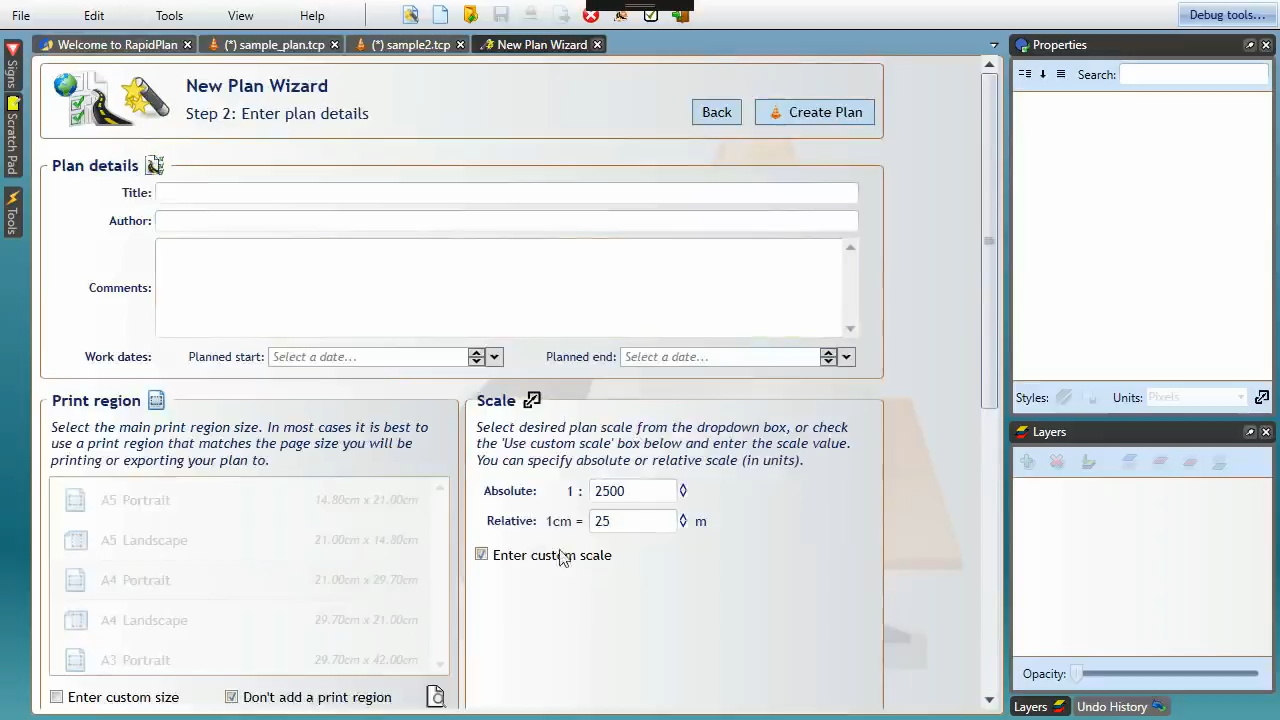 File Edit Tools View Help Debug tools...
Welcome to RapidPlan (*) sample_plan.tcp (*) sample2.tcp New Plan Wizard
Properties
Signs
Scratch Pad
Tools
Search:
New Plan Wizard
Step 2: Enter plan details
Back Create Plan
Plan details
Title:
Author:
Comments:
Work dates: Planned start: Select a date... Planned end: Select a date...
Print region
Select the main print region size. In most cases it is best to
use a print region that matches the page size you will be
printing or exporting your plan to.
A5 Portrait 14.80cm x 21.00cm
A5 Landscape 21.00cm x 14.80cm
A4 Portrait 21.00cm x 29.70cm
A4 Landscape 29.70cm x 21.00cm
A3 Portrait 29.70cm x 42.00cm
Enter custom size Don't add a print region
Scale
Select desired plan scale from the dropdown box, or check
the 'Use custom scale' box below and enter the scale value.
You can specify absolute or relative scale (in units).
Absolute: 1 : 2500
Relative: 1cm = 25 m
Enter custom scale
Styles: Units: Pixels
Layers
Opacity:
Layers Undo History